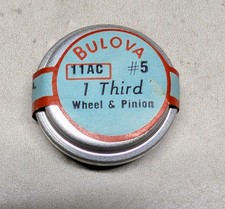 BULOVA
11AC #5
1 Third
Wheel & Pinion